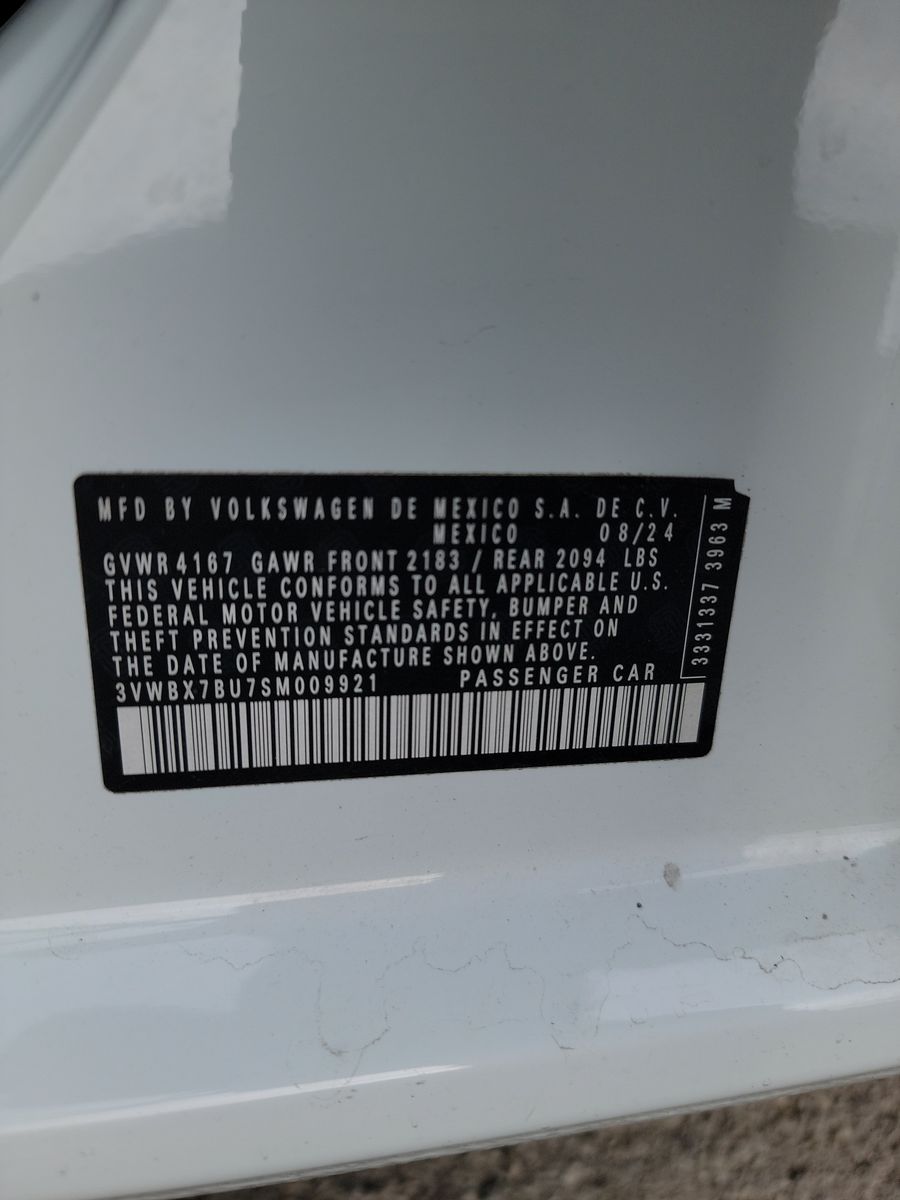 MFD BY VOLKSWAGEN DE MEXICO S.A. DE C.V.
MEXICO 08/24
GVWR 4167 GAWR FRONT 2183 / REAR 2094 LBS
THIS VEHICLE CONFORMS TO ALL APPLICABLE U.S.
FEDERAL MOTOR VEHICLE SAFETY, BUMPER AND
THEFT PREVENTION STANDARDS IN EFFECT ON
THE DATE OF MANUFACTURE SHOWN ABOVE.
3VWBX7BU7SM009921 PASSENGER CAR
3331337 3963 M